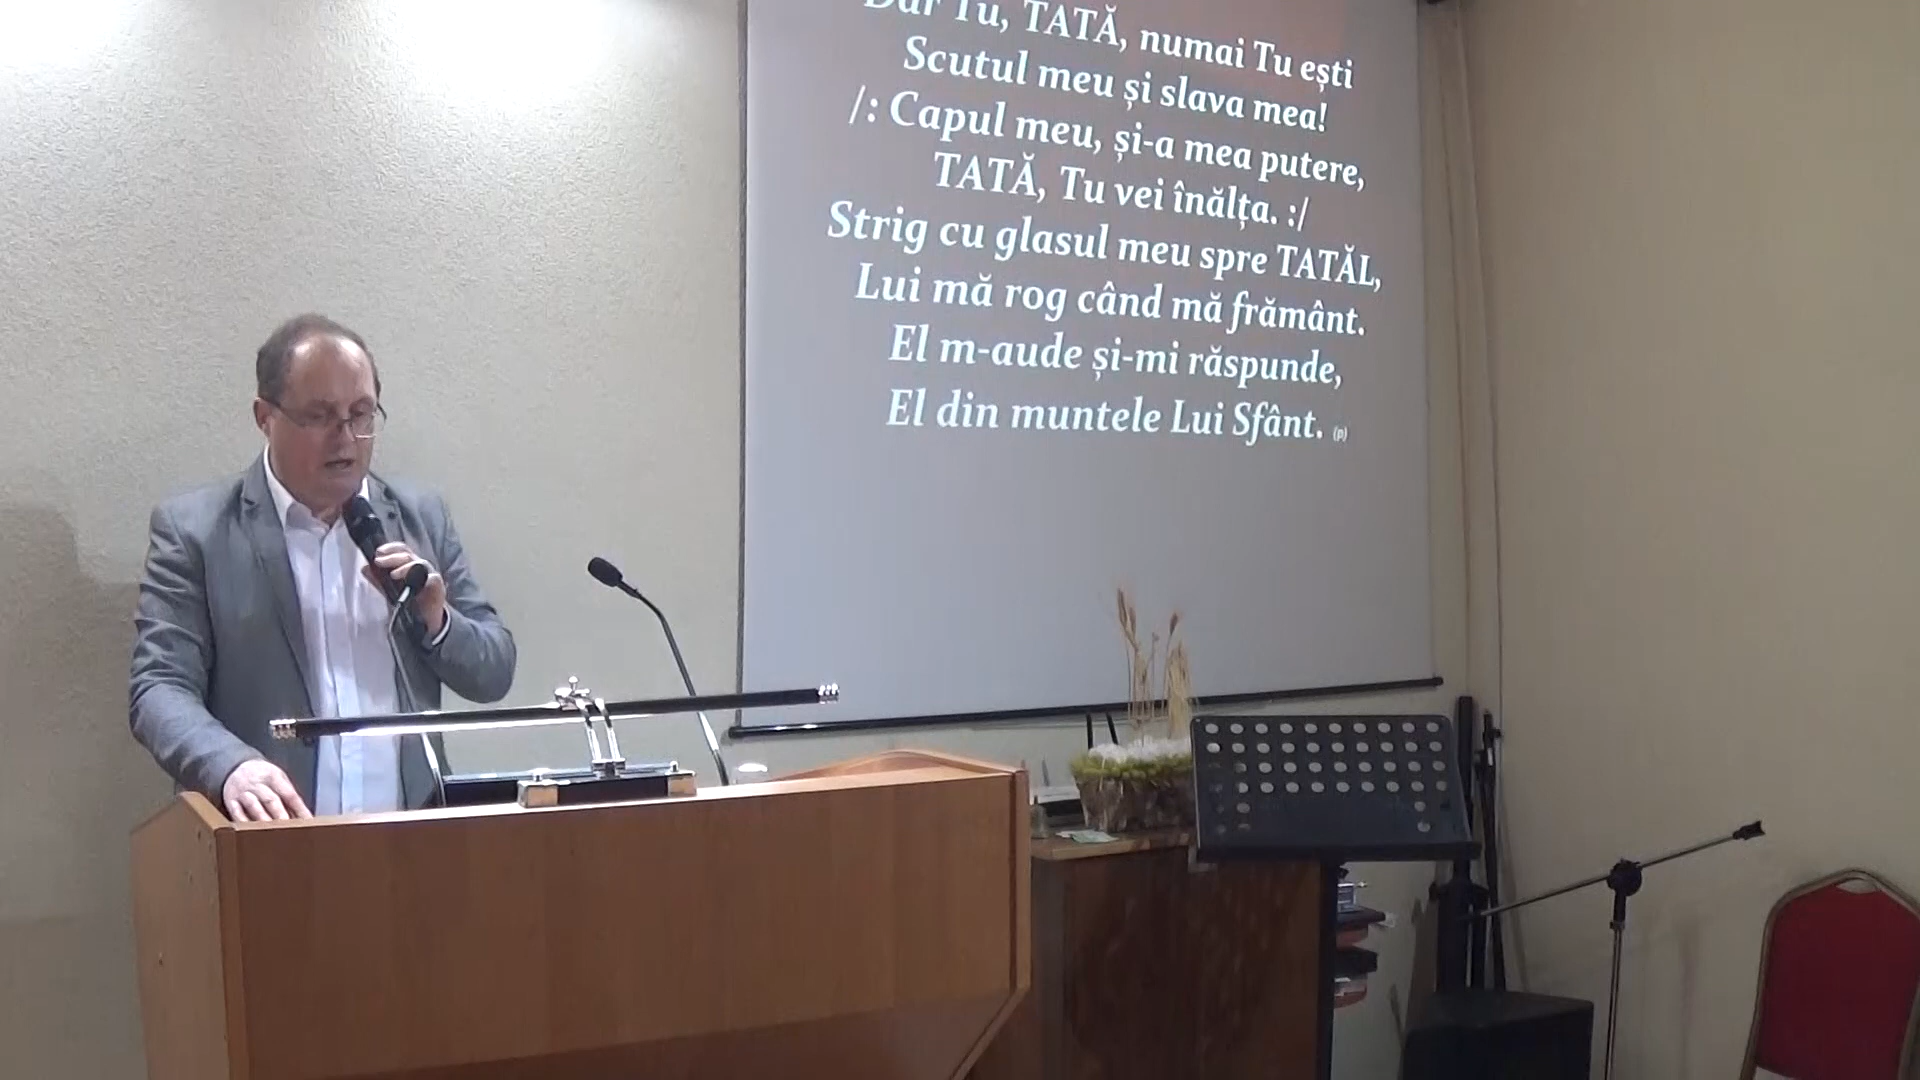 Dar Tu, TATĂ, numai Tu ești
Scutul meu și slava mea!
/: Capul meu, și-a mea putere,
TATĂ, Tu vei înălța. :/
Strig cu glasul meu spre TATĂL,
Lui mă rog când mă frământ.
El m-aude și-mi răspunde,
El din muntele Lui Sfânt. (p)